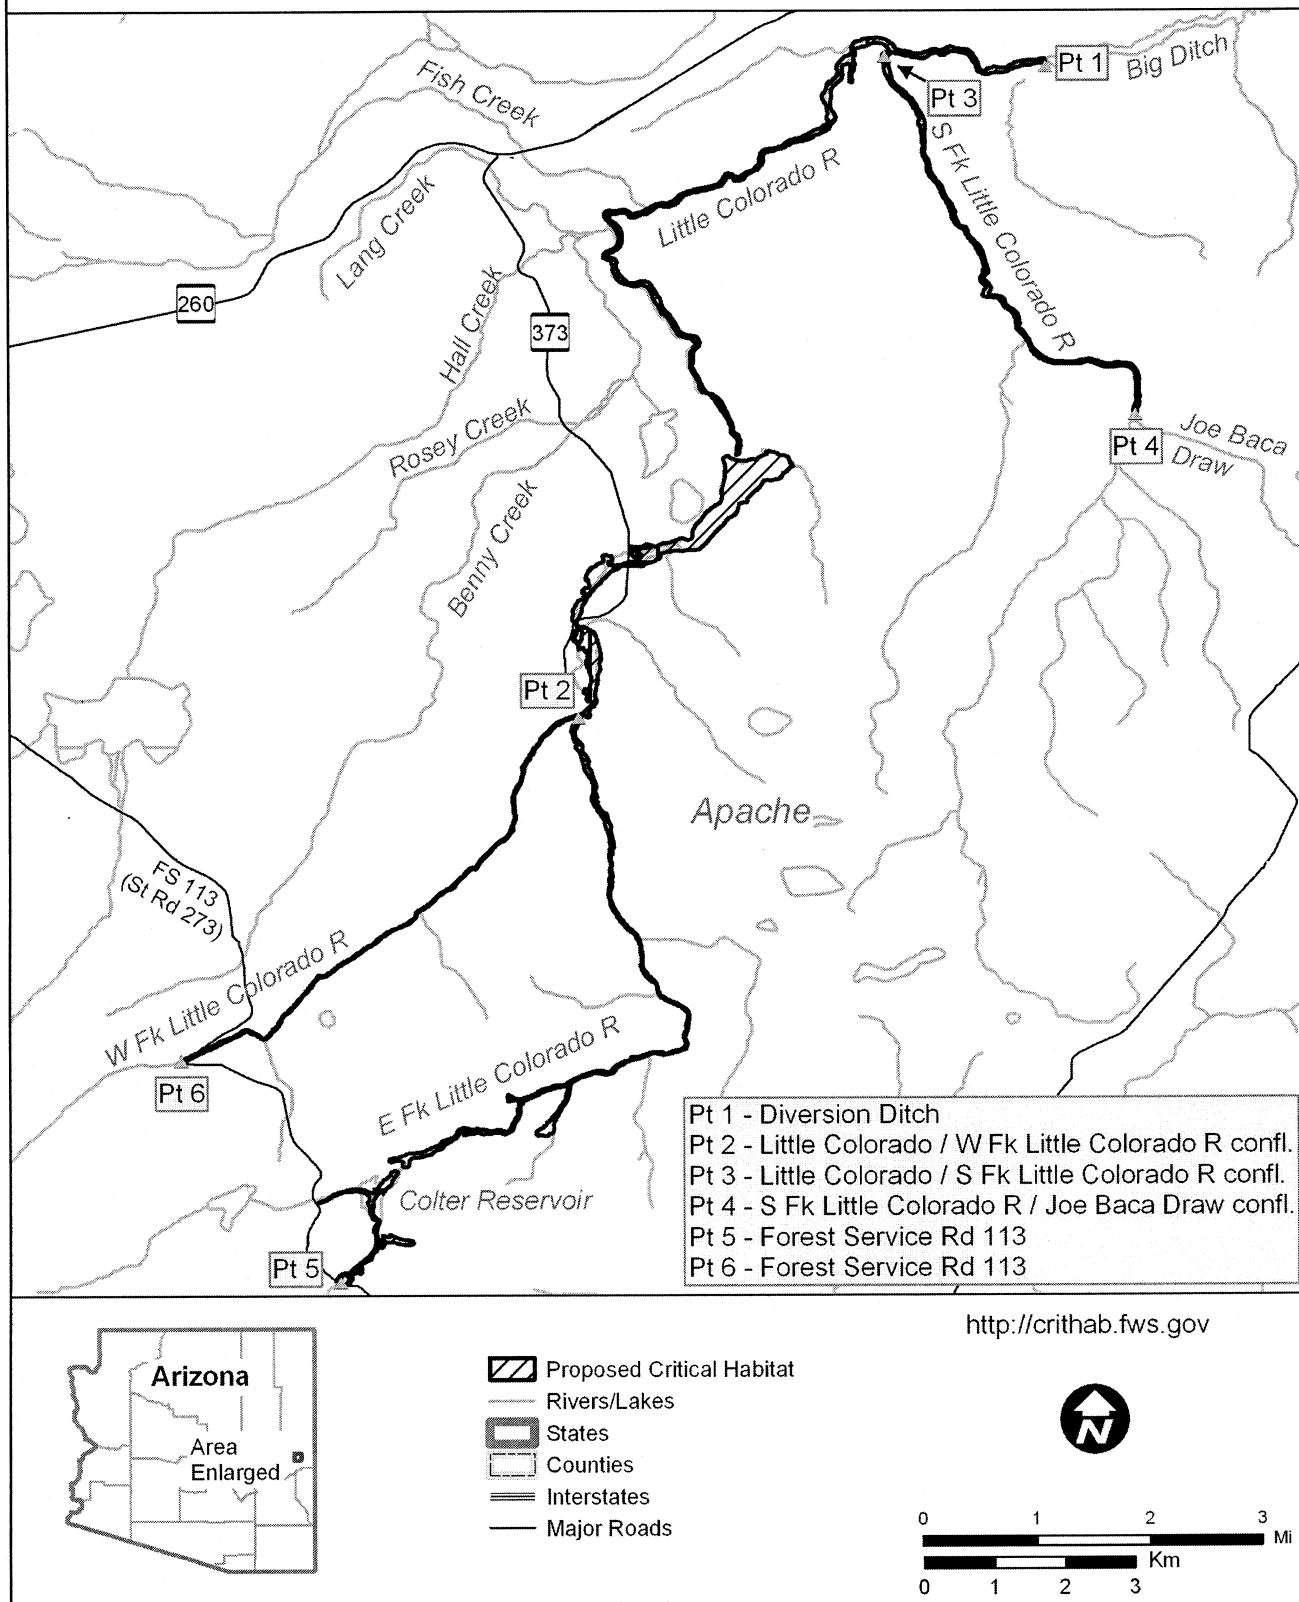 Fish Creek
Pt 1
Big Ditch
Pt 3
S Fk Little Colorado R
Little Colorado R
Lang Creek
260
Hall Creek
373
Rosey Creek
Joe Baca
Draw
Pt 4
Benny Creek
Pt 2
Apache
FS 113
(St Rd 273)
W Fk Little Colorado R
E Fk Little Colorado R
Pt 6
Colter Reservoir
Pt 5
Pt 1 - Diversion Ditch
Pt 2 - Little Colorado / W Fk Little Colorado R confl.
Pt 3 - Little Colorado / S Fk Little Colorado R confl.
Pt 4 - S Fk Little Colorado R / Joe Baca Draw confl.
Pt 5 - Forest Service Rd 113
Pt 6 - Forest Service Rd 113
http://crithab.fws.gov
Arizona
Area
Enlarged
Proposed Critical Habitat
Rivers/Lakes
States
Counties
Interstates
Major Roads
N
0 1 2 3
Mi
Km
0 1 2 3